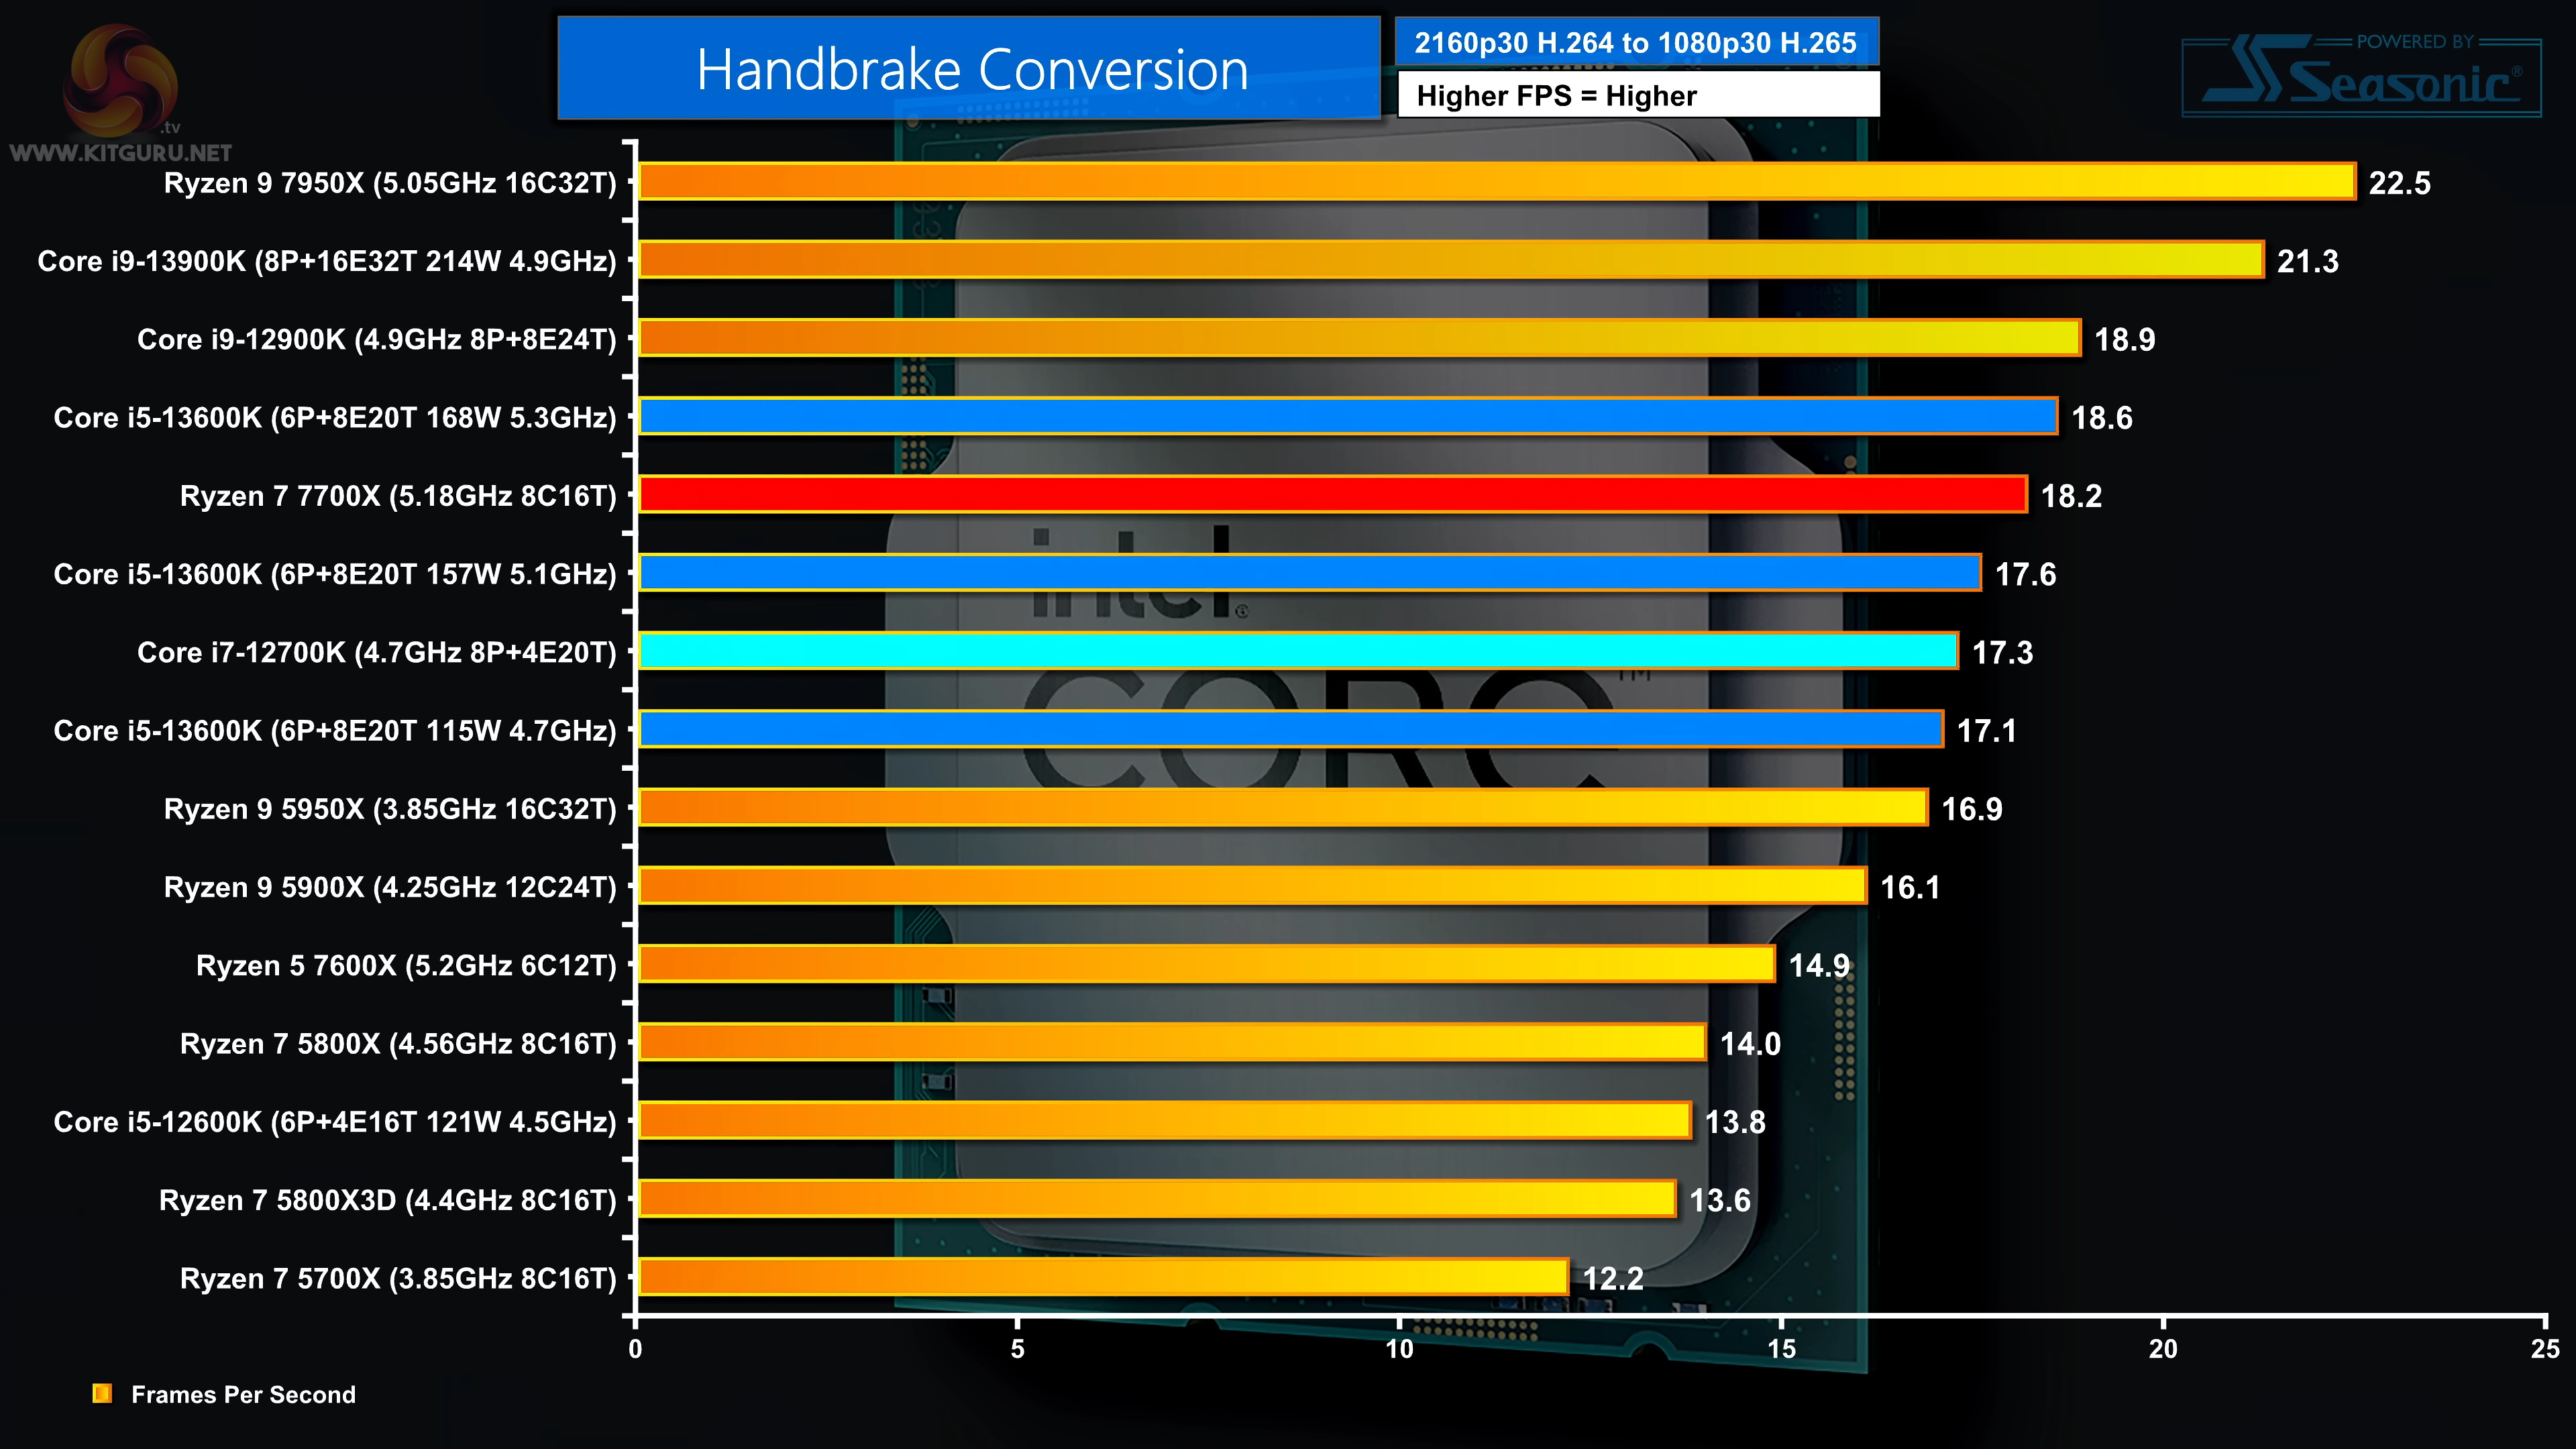 Handbrake Conversion
2160p30 H.264 to 1080p30 H.265
Higher FPS = Higher
POWERED BY
Seasonic®
.tv
WWW.KITGURU.NET
Ryzen 9 7950X (5.05GHz 16C32T) 22.5
Core i9-13900K (8P+16E32T 214W 4.9GHz) 21.3
Core i9-12900K (4.9GHz 8P+8E24T) 18.9
Core i5-13600K (6P+8E20T 168W 5.3GHz) 18.6
Ryzen 7 7700X (5.18GHz 8C16T) 18.2
Core i5-13600K (6P+8E20T 157W 5.1GHz) 17.6
Core i7-12700K (4.7GHz 8P+4E20T) 17.3
Core i5-13600K (6P+8E20T 115W 4.7GHz) 17.1
Ryzen 9 5950X (3.85GHz 16C32T) 16.9
Ryzen 9 5900X (4.25GHz 12C24T) 16.1
Ryzen 5 7600X (5.2GHz 6C12T) 14.9
Ryzen 7 5800X (4.56GHz 8C16T) 14.0
Core i5-12600K (6P+4E16T 121W 4.5GHz) 13.8
Ryzen 7 5800X3D (4.4GHz 8C16T) 13.6
Ryzen 7 5700X (3.85GHz 8C16T) 12.2
intel®
CORE™
0 5 10 15 20 25
Frames Per Second